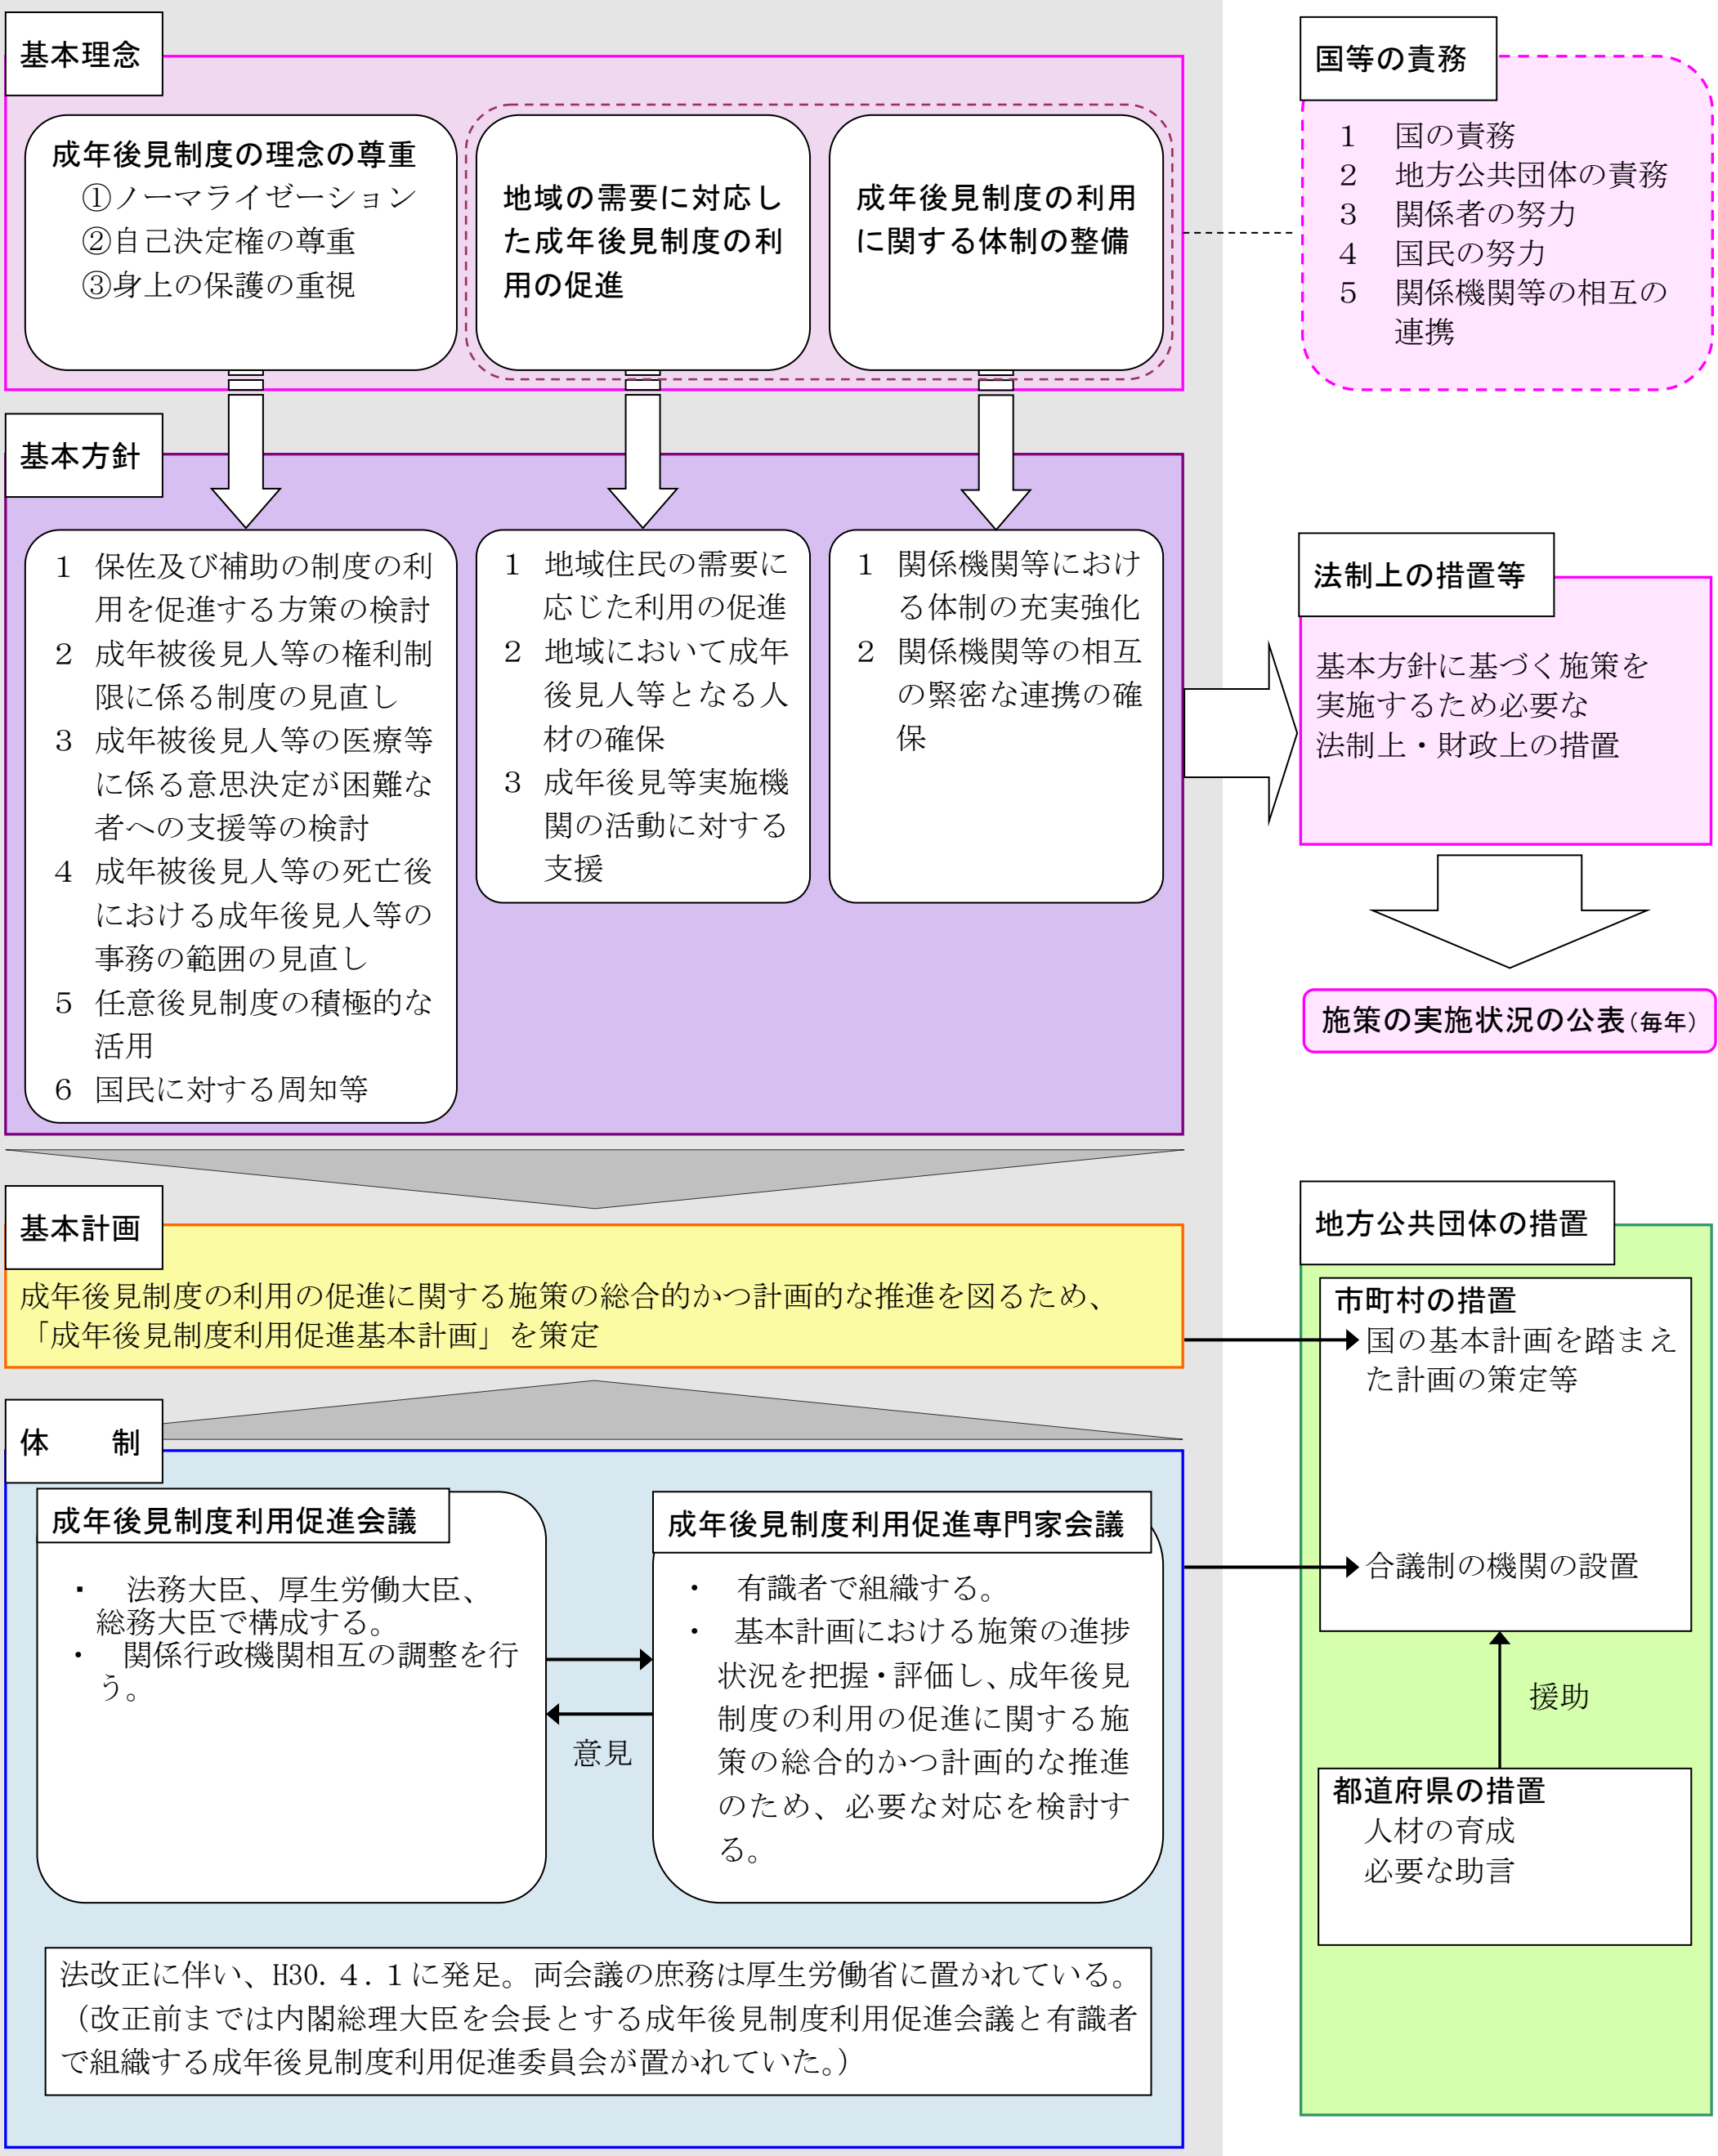 基本理念
成年後見制度の理念の尊重
①ノーマライゼーション
②自己決定権の尊重
③身上の保護の重視
地域の需要に対応し
た成年後見制度の利
用の促進
成年後見制度の利用
に関する体制の整備
国等の責務
1 国の責務
2 地方公共団体の責務
3 関係者の努力
4 国民の努力
5 関係機関等の相互の
連携
基本方針
1 保佐及び補助の制度の利
用を促進する方策の検討
2 成年被後見人等の権利制
限に係る制度の見直し
3 成年被後見人等の医療等
に係る意思決定が困難な
者への支援等の検討
4 成年被後見人等の死亡後
における成年後見人等の
事務の範囲の見直し
5 任意後見制度の積極的な
活用
6 国民に対する周知等
1 地域住民の需要に
応じた利用の促進
2 地域において成年
後見人等となる人
材の確保
3 成年後見等実施機
関の活動に対する
支援
1 関係機関等におけ
る体制の充実強化
2 関係機関等の相互
の緊密な連携の確
保
法制上の措置等
基本方針に基づく施策を
実施するため必要な
法制上・財政上の措置
施策の実施状況の公表（毎年）
基本計画
成年後見制度の利用の促進に関する施策の総合的かつ計画的な推進を図るため、
「成年後見制度利用促進基本計画」を策定
地方公共団体の措置
市町村の措置
国の基本計画を踏まえ
た計画の策定等
合議制の機関の設置
援助
都道府県の措置
人材の育成
必要な助言
体 制
成年後見制度利用促進会議
・ 法務大臣、厚生労働大臣、
総務大臣で構成する。
・ 関係行政機関相互の調整を行
う。
意見
成年後見制度利用促進専門家会議
・ 有識者で組織する。
・ 基本計画における施策の進捗
状況を把握・評価し、成年後見
制度の利用の促進に関する施
策の総合的かつ計画的な推進
のため、必要な対応を検討す
る。
法改正に伴い、H30.４.１に発足。両会議の庶務は厚生労働省に置かれている。
（改正前までは内閣総理大臣を会長とする成年後見制度利用促進会議と有識者
で組織する成年後見制度利用促進委員会が置かれていた。）